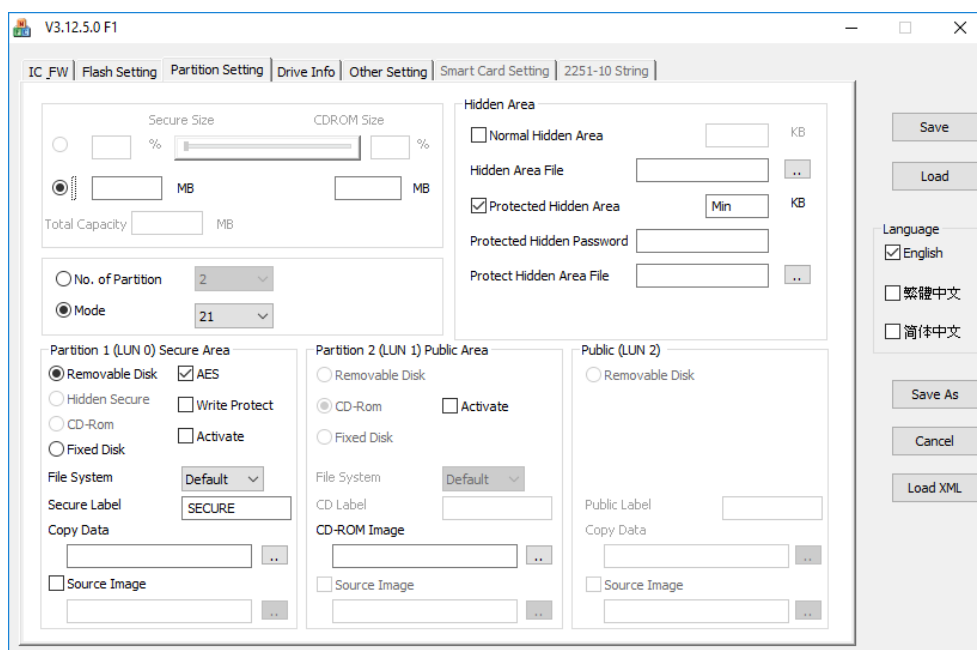 V3.12.5.0 F1
IC_FW Flash Setting Partition Setting Drive Info Other Setting Smart Card Setting 2251-10 String
Secure Size CDROM Size
% %
MB MB
Total Capacity MB
No. of Partition 2
Mode 21
Hidden Area
Normal Hidden Area KB
Hidden Area File ..
Protected Hidden Area Min KB
Protected Hidden Password
Protect Hidden Area File ..
Partition 1 (LUN 0) Secure Area
Removable Disk AES
Hidden Secure Write Protect
CD-Rom
Activate
Fixed Disk
File System Default
Secure Label SECURE
Copy Data
..
Source Image
..
Partition 2 (LUN 1) Public Area
Removable Disk
CD-Rom Activate
Fixed Disk
File System Default
CD Label
CD-ROM Image
..
Source Image
..
Public (LUN 2)
Removable Disk
Public Label
Copy Data
..
Source Image
..
Save
Load
Language
English
繁體中文
简体中文
Save As
Cancel
Load XML